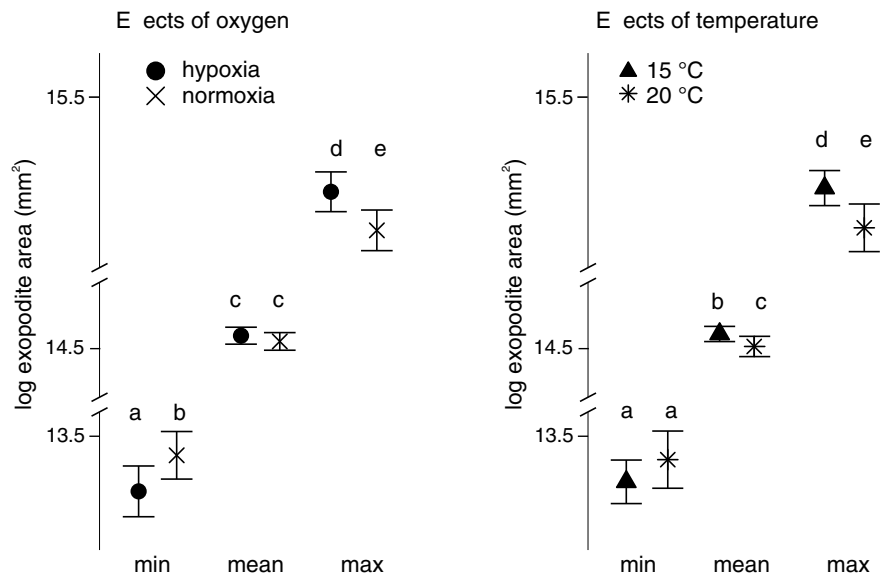 E ects of oxygen
hypoxia
normoxia
15.5
14.5
13.5
log exopodite area (mm²)
a
b
c
c
d
e
min
mean
max
E ects of temperature
15 °C
20 °C
15.5
14.5
13.5
log exopodite area (mm²)
a
a
b
c
d
e
min
mean
max